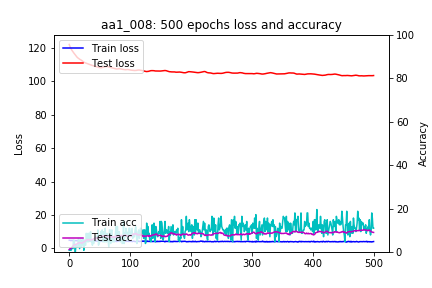 aa1_008: 500 epochs loss and accuracy
120
100
80
60
40
20
0
Loss
Train loss
Test loss
Train acc
Test acc
100
80
60
40
20
0
Accuracy
0
100
200
300
400
500